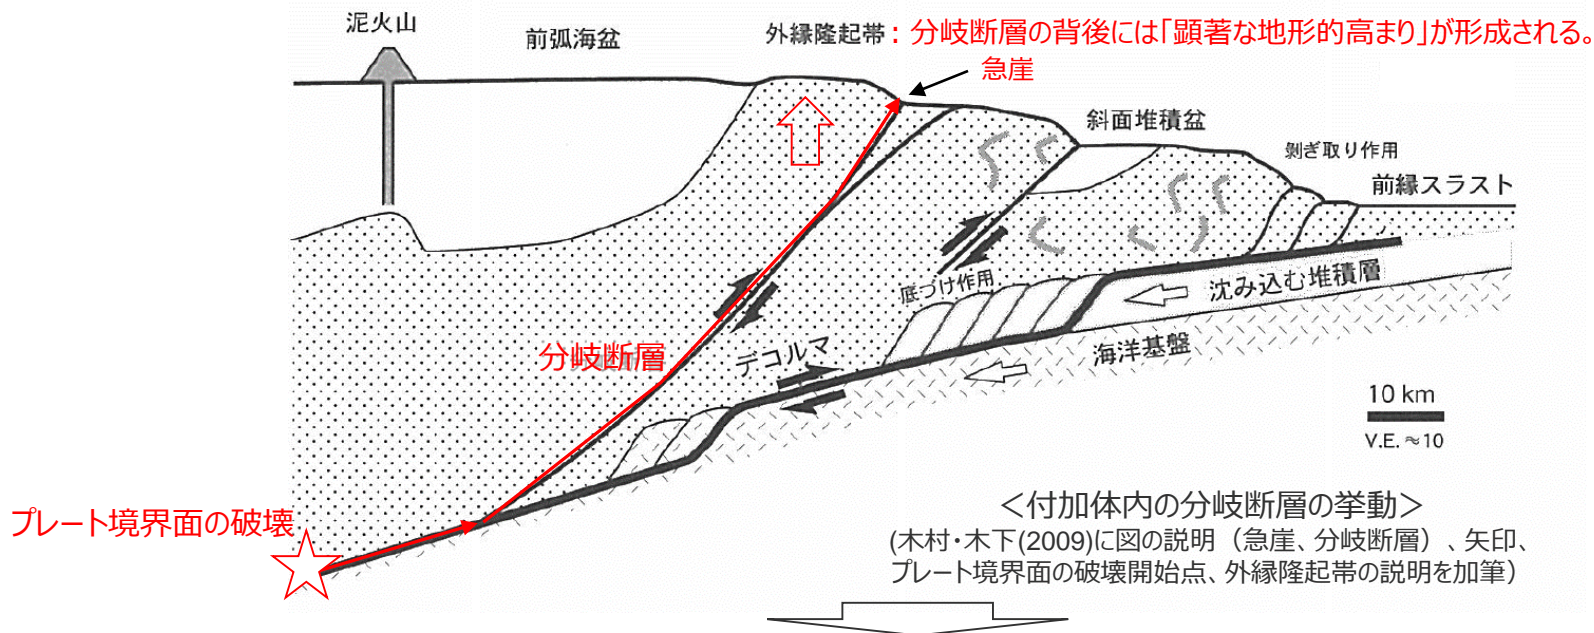 泥火山
前弧海盆
外縁隆起帯：分岐断層の背後には「顕著な地形的高まり」が形成される。
急崖
斜面堆積盆
剝ぎ取り作用
前縁スラスト
底づけ作用
沈み込む堆積層
分岐断層
デコルマ
海洋基盤
10 km
V.E.≈10
プレート境界面の破壊
＜付加体内の分岐断層の挙動＞
(木村・木下(2009)に図の説明（急崖、分岐断層）、矢印、
プレート境界面の破壊開始点、外縁隆起帯の説明を加筆）